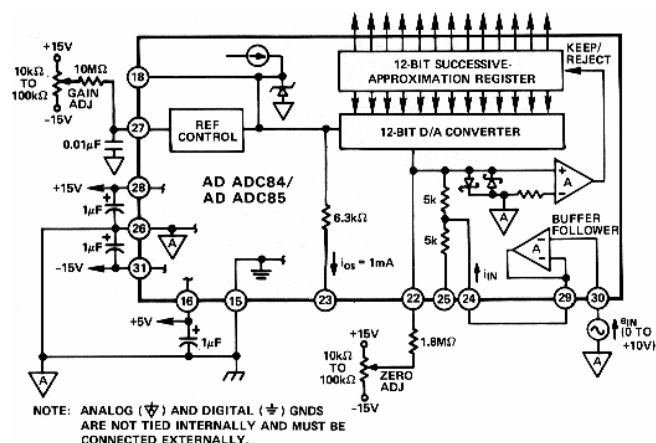 +15V
10kΩ
TO
100kΩ
10MΩ
GAIN
ADJ
-15V
0.01μF
18
27
REF
CONTROL
12-BIT SUCCESSIVE-
APPROXIMATION REGISTER
KEEP/
REJECT
12-BIT D/A CONVERTER
AD ADC84/
AD ADC85
+15V
1μF
1μF
-15V
28
26
31
A
6.3kΩ
iOS = 1mA
5k
5k
A
+
-
A
BUFFER
FOLLOWER
A
-
-
iIN
16
15
23
22
25
24
29
30
+5V
1μF
A
+15V
10kΩ
TO
100kΩ
ZERO
ADJ
-15V
1.8MΩ
eIN
(0 TO
+10V)
A
NOTE: ANALOG (A) AND DIGITAL (⏚) GNDS
ARE NOT TIED INTERNALLY AND MUST BE
CONNECTED EXTERNALLY.